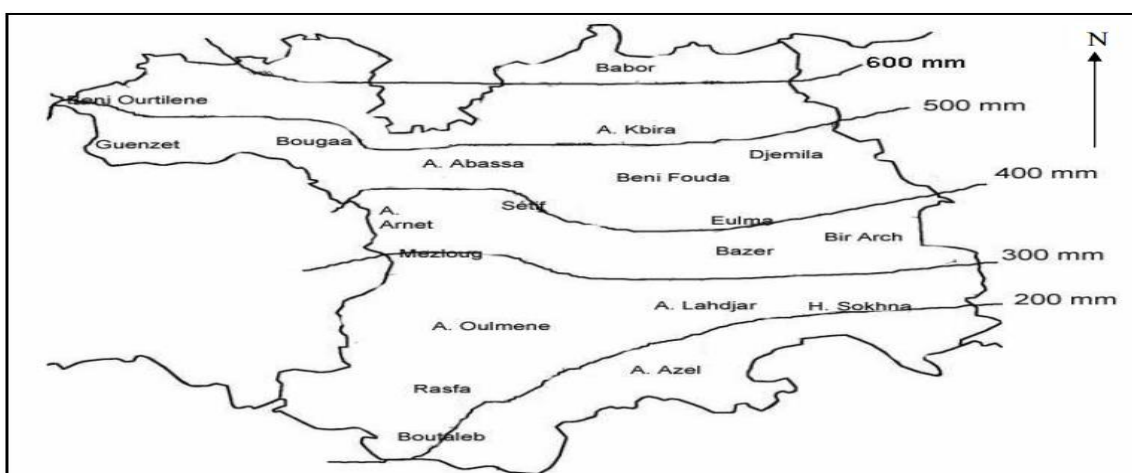 N
Babor
600 mm
Beni Ourtilene
500 mm
A. Kbira
Guenzet
Bougaa
Djemila
A. Abassa
Beni Fouda
400 mm
Sétif
A.
Arnet
Eulma
Bir Arch
Bazer
Mezloug
300 mm
200 mm
A. Lahdjar
H. Sokhna
A. Oulmene
A. Azel
Rasfa
Boutaleb